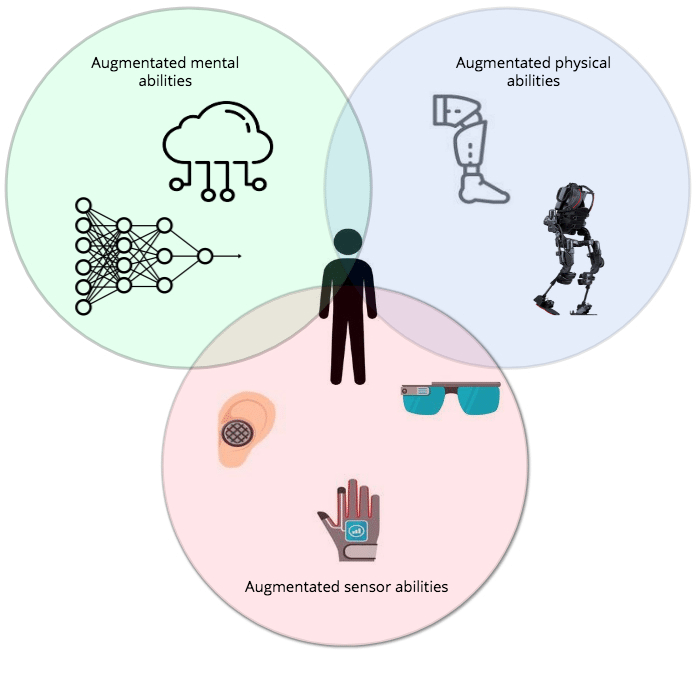 Augmentated mental
abilities
Augmentated physical
abilities
Augmentated sensor abilities